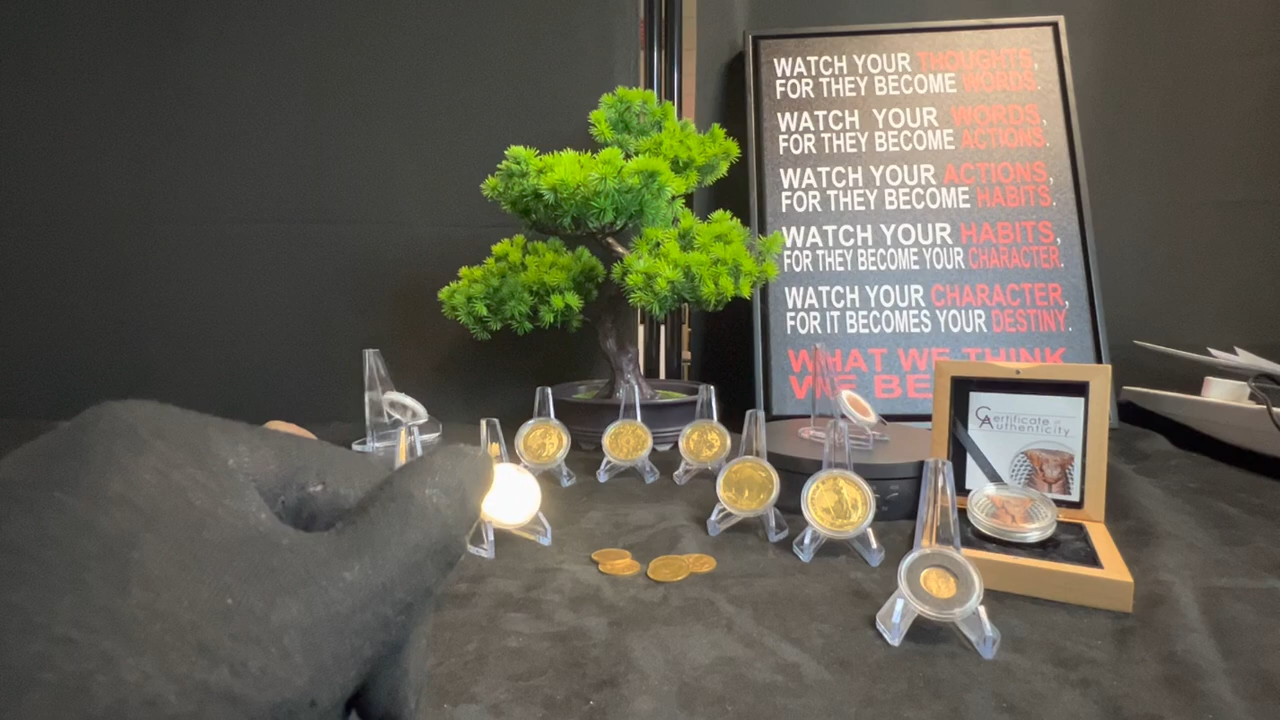 WATCH YOUR THOUGHTS,
FOR THEY BECOME WORDS.
WATCH YOUR WORDS,
FOR THEY BECOME ACTIONS.
WATCH YOUR ACTIONS,
FOR THEY BECOME HABITS.
WATCH YOUR HABITS,
FOR THEY BECOME YOUR CHARACTER.
WATCH YOUR CHARACTER,
FOR IT BECOMES YOUR DESTINY.
WHAT WE THINK
WE BE
Certificate of
Authenticity